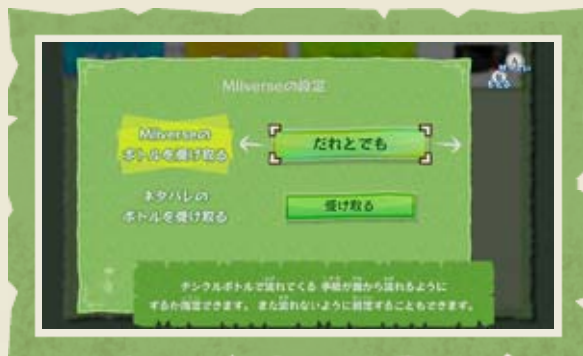 Miiverseの設定
Miiverseの
ボトルを受け取る
だれとでも
ネタバレの
ボトルを受け取る
受け取る
チンクルボトルで流れてくる 手紙が誰から流れるように
するか指定できます。また流れないように設定することもできます。